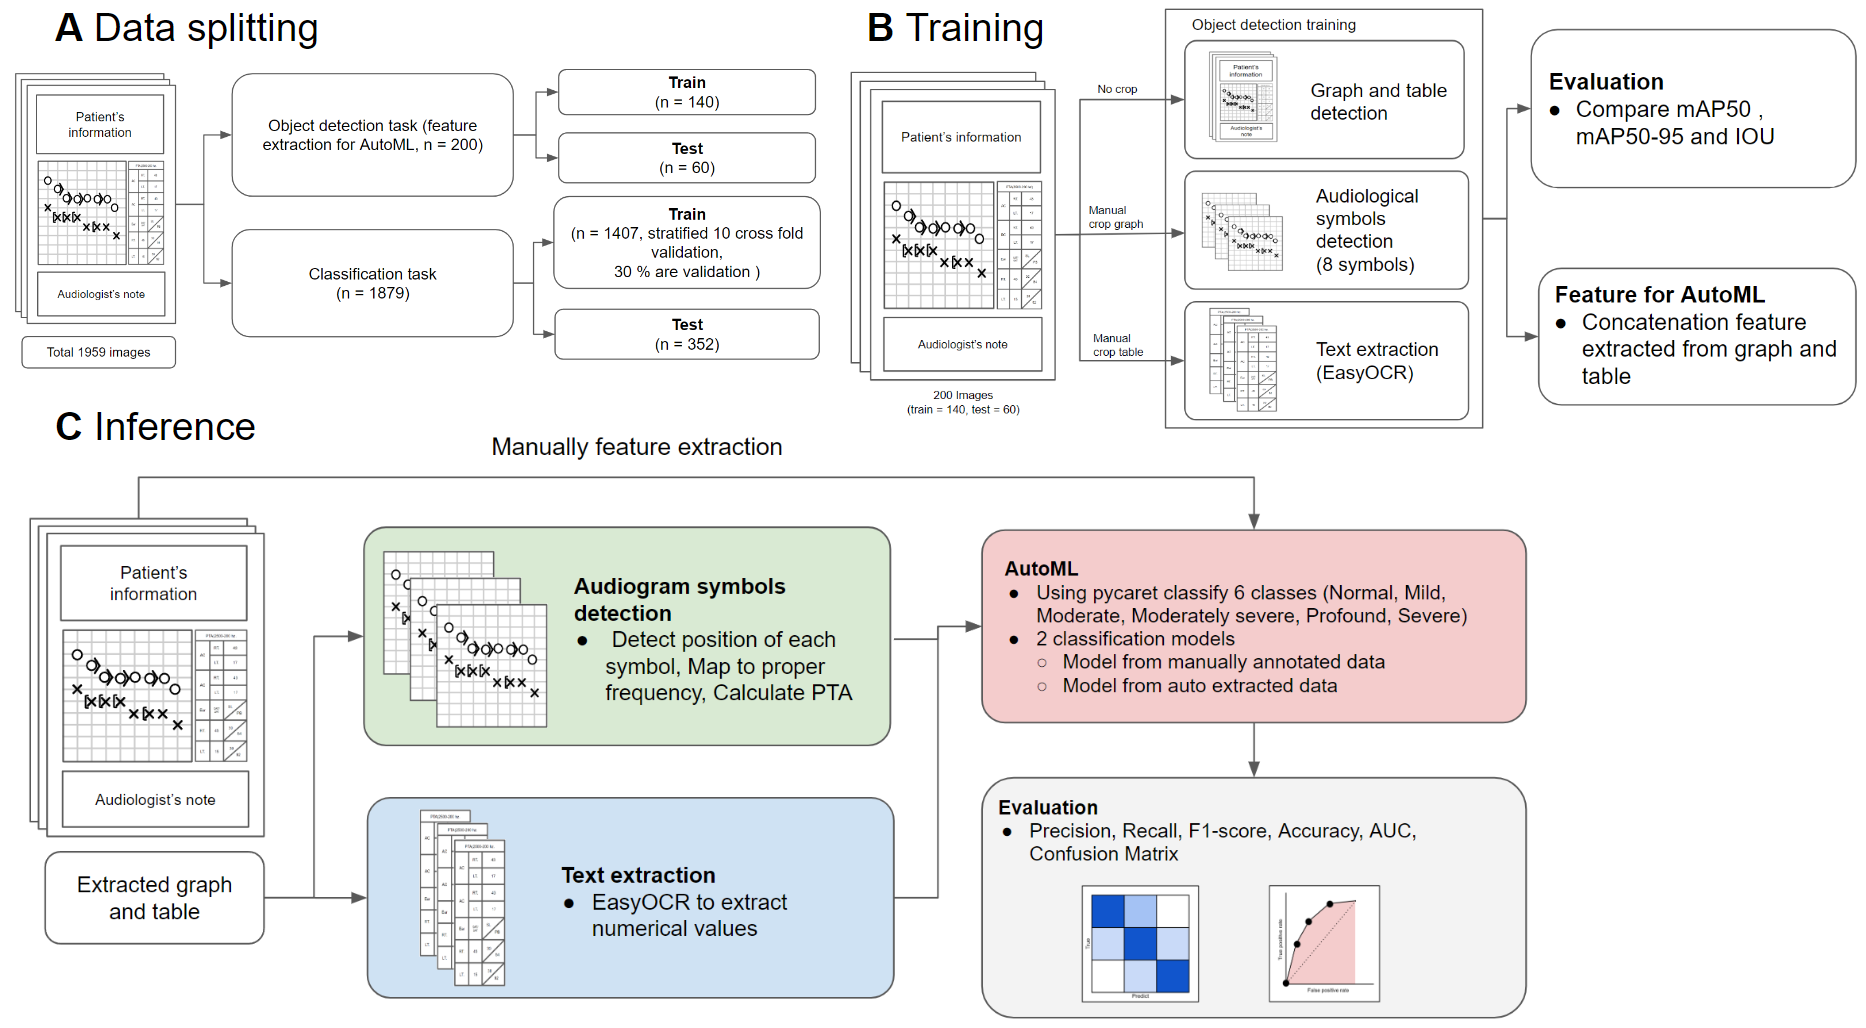 A Data splitting
Patient's
information
Audiologist's note
Total 1959 images
Object detection task (feature
extraction for AutoML, n = 200)
Classification task
(n = 1879)
Train
(n = 140)
Test
(n = 60)
Train
(n = 1407, stratified 10 cross fold
validation,
30 % are validation )
Test
(n = 352)
B Training
Patient's information
Audiologist's note
200 Images
(train = 140, test = 60)
No crop
Manual
crop graph
Manual
crop table
Object detection training
Patient's
information
Audiologist's
note
Graph and table
detection
Audiological
symbols
detection
(8 symbols)
Text extraction
(EasyOCR)
Evaluation
● Compare mAP50 ,
mAP50-95 and IOU
Feature for AutoML
● Concatenation feature
extracted from graph and
table
C Inference
Manually feature extraction
Patient's
information
Audiologist's note
Extracted graph
and table
Audiogram symbols
detection
● Detect position of each
symbol, Map to proper
frequency, Calculate PTA
Text extraction
● EasyOCR to extract
numerical values
AutoML
● Using pycaret classify 6 classes (Normal, Mild,
Moderate, Moderately severe, Profound, Severe)
● 2 classification models
○ Model from manually annotated data
○ Model from auto extracted data
Evaluation
● Precision, Recall, F1-score, Accuracy, AUC,
Confusion Matrix
True
Predict
True positive rate
False positive rate